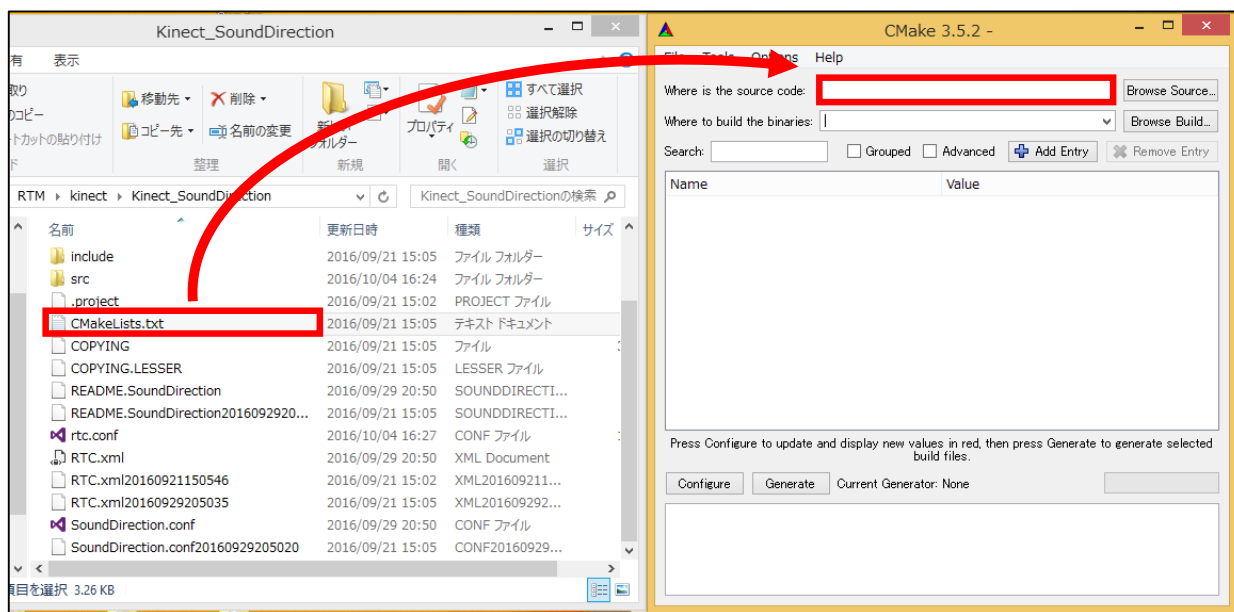 Kinect_SoundDirection
有 表示
取り
のコピー
トカットの貼り付け
移動先
削除
コピー先
名前の変更
フォルダー
プロパティ
すべて選択
選択解除
選択の切り替え
ド
整理
新規
開く
選択
RTM kinect Kinect_SoundDirection
Kinect_SoundDirectionの検索
名前 更新日時 種類 サイズ
include 2016/09/21 15:05 ファイル フォルダー
src 2016/10/04 16:24 ファイル フォルダー
.project 2016/09/21 15:02 PROJECT ファイル
CMakeLists.txt 2016/09/21 15:05 テキスト ドキュメント
COPYING 2016/09/21 15:05 ファイル
COPYING.LESSER 2016/09/21 15:05 LESSER ファイル
README.SoundDirection 2016/09/29 20:50 SOUNDDIRECTI...
README.SoundDirection2016092920... 2016/09/21 15:05 SOUNDDIRECTI...
rtc.conf 2016/10/04 16:27 CONF ファイル
RTC.xml 2016/09/29 20:50 XML Document
RTC.xml20160921150546 2016/09/21 15:02 XML201609211...
RTC.xml20160929205035 2016/09/21 15:05 XML201609292...
SoundDirection.conf 2016/09/29 20:50 CONF ファイル
SoundDirection.conf20160929205020 2016/09/21 15:05 CONF20160929...
項目を選択 3.26 KB
CMake 3.5.2 -
File Tools Options Help
Where is the source code:
Browse Source...
Where to build the binaries:
Browse Build...
Search:
Grouped
Advanced
Add Entry
Remove Entry
Name Value
Press Configure to update and display new values in red, then press Generate to generate selected
build files.
Configure
Generate
Current Generator: None